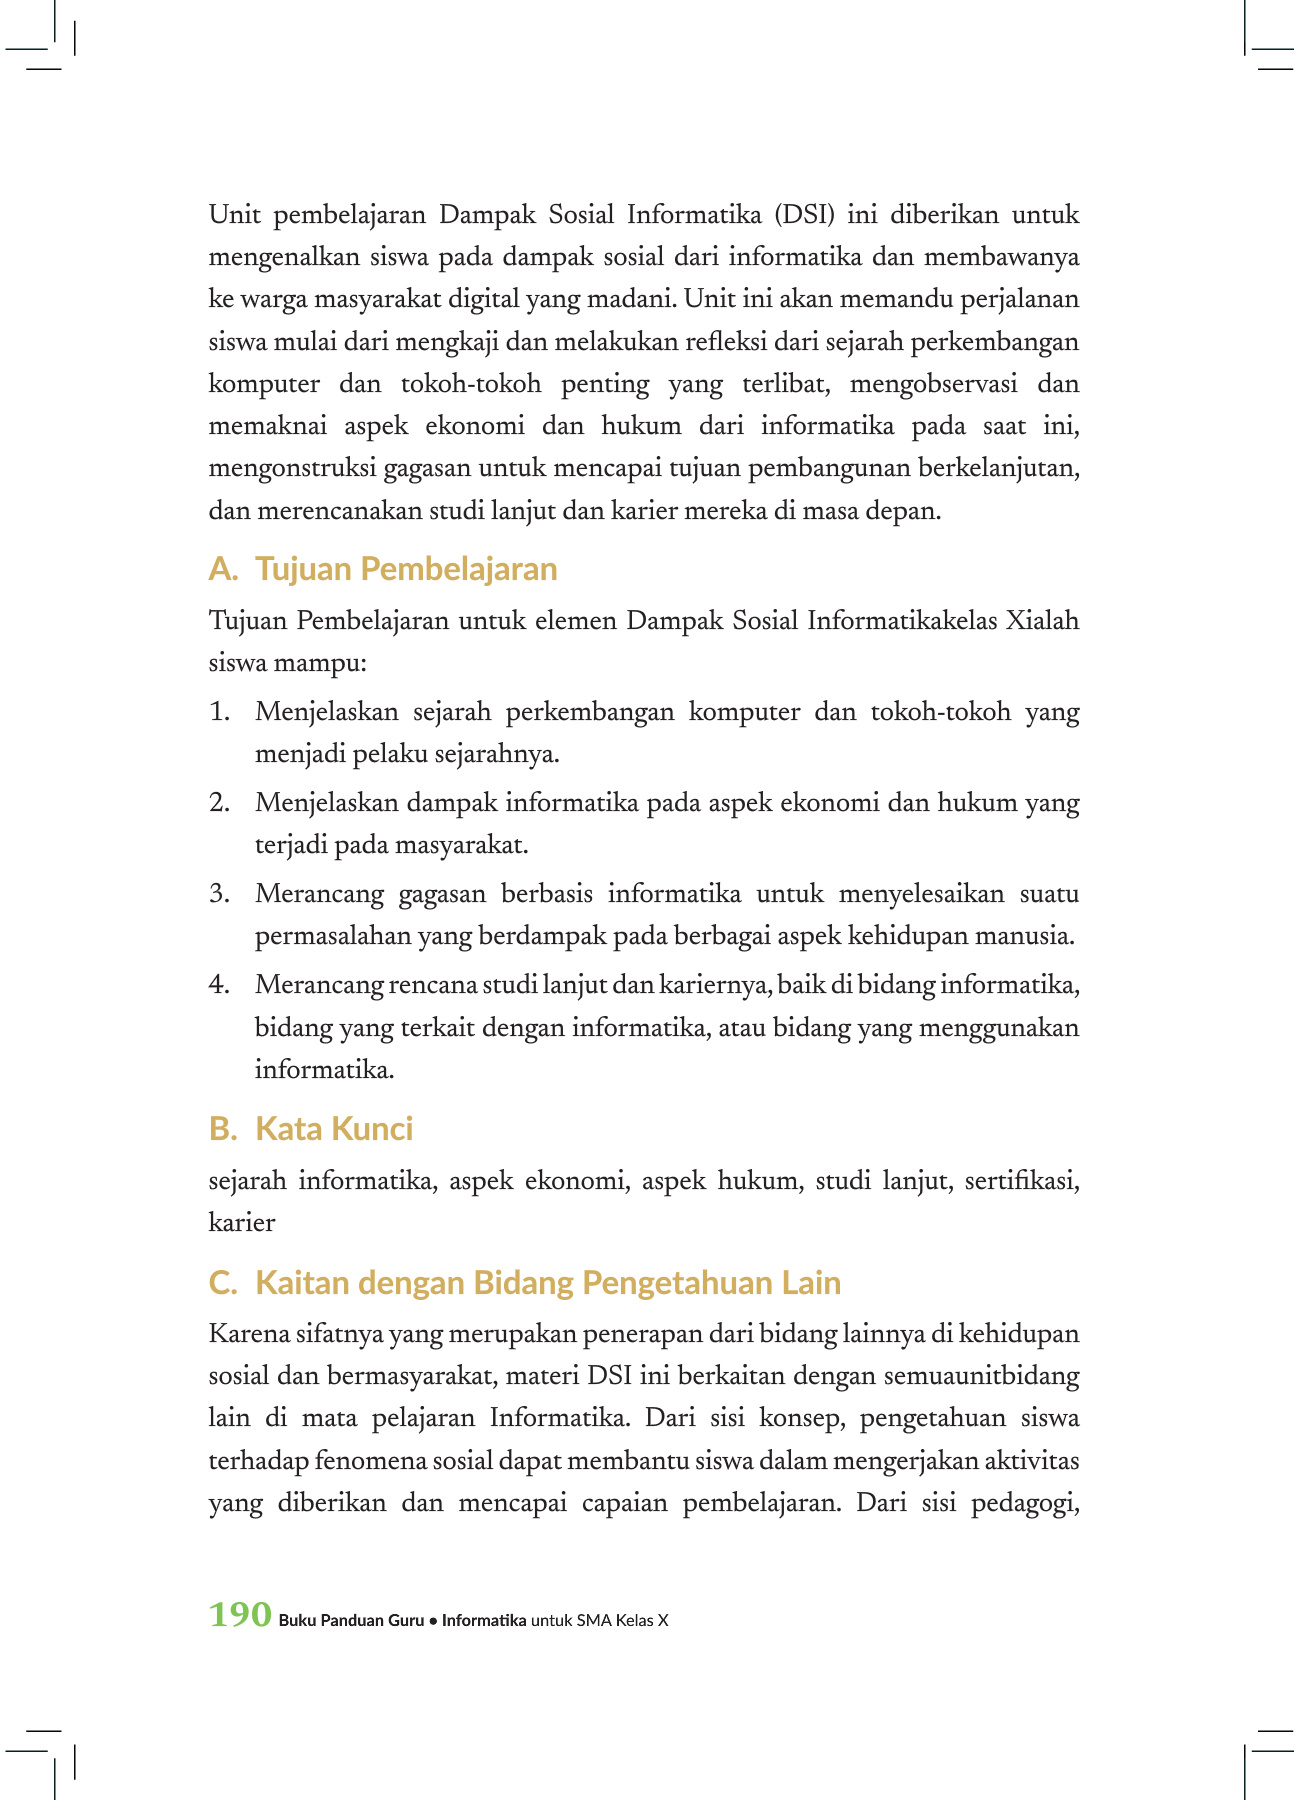 Unit pembelajaran Dampak Sosial Informatika (DSI) ini diberikan untuk
mengenalkan siswa pada dampak sosial dari informatika dan membawanya
ke warga masyarakat digital yang madani. Unit ini akan memandu perjalanan
siswa mulai dari mengkaji dan melakukan refleksi dari sejarah perkembangan
komputer dan tokoh-tokoh penting yang terlibat, mengobservasi dan
memaknai aspek ekonomi dan hukum dari informatika pada saat ini,
mengonstruksi gagasan untuk mencapai tujuan pembangunan berkelanjutan,
dan merencanakan studi lanjut dan karier mereka di masa depan.
A. Tujuan Pembelajaran
Tujuan Pembelajaran untuk elemen Dampak Sosial Informatikakelas Xialah
siswa mampu:
1. Menjelaskan sejarah perkembangan komputer dan tokoh-tokoh yang
menjadi pelaku sejarahnya.
2. Menjelaskan dampak informatika pada aspek ekonomi dan hukum yang
terjadi pada masyarakat.
3. Merancang gagasan berbasis informatika untuk menyelesaikan suatu
permasalahan yang berdampak pada berbagai aspek kehidupan manusia.
4. Merancang rencana studi lanjut dan kariernya, baik di bidang informatika,
bidang yang terkait dengan informatika, atau bidang yang menggunakan
informatika.
B. Kata Kunci
sejarah informatika, aspek ekonomi, aspek hukum, studi lanjut, sertifikasi,
karier
C. Kaitan dengan Bidang Pengetahuan Lain
Karena sifatnya yang merupakan penerapan dari bidang lainnya di kehidupan
sosial dan bermasyarakat, materi DSI ini berkaitan dengan semuaunitbidang
lain di mata pelajaran Informatika. Dari sisi konsep, pengetahuan siswa
terhadap fenomena sosial dapat membantu siswa dalam mengerjakan aktivitas
yang diberikan dan mencapai capaian pembelajaran. Dari sisi pedagogi,
190 Buku Panduan Guru • Informatika untuk SMA Kelas X